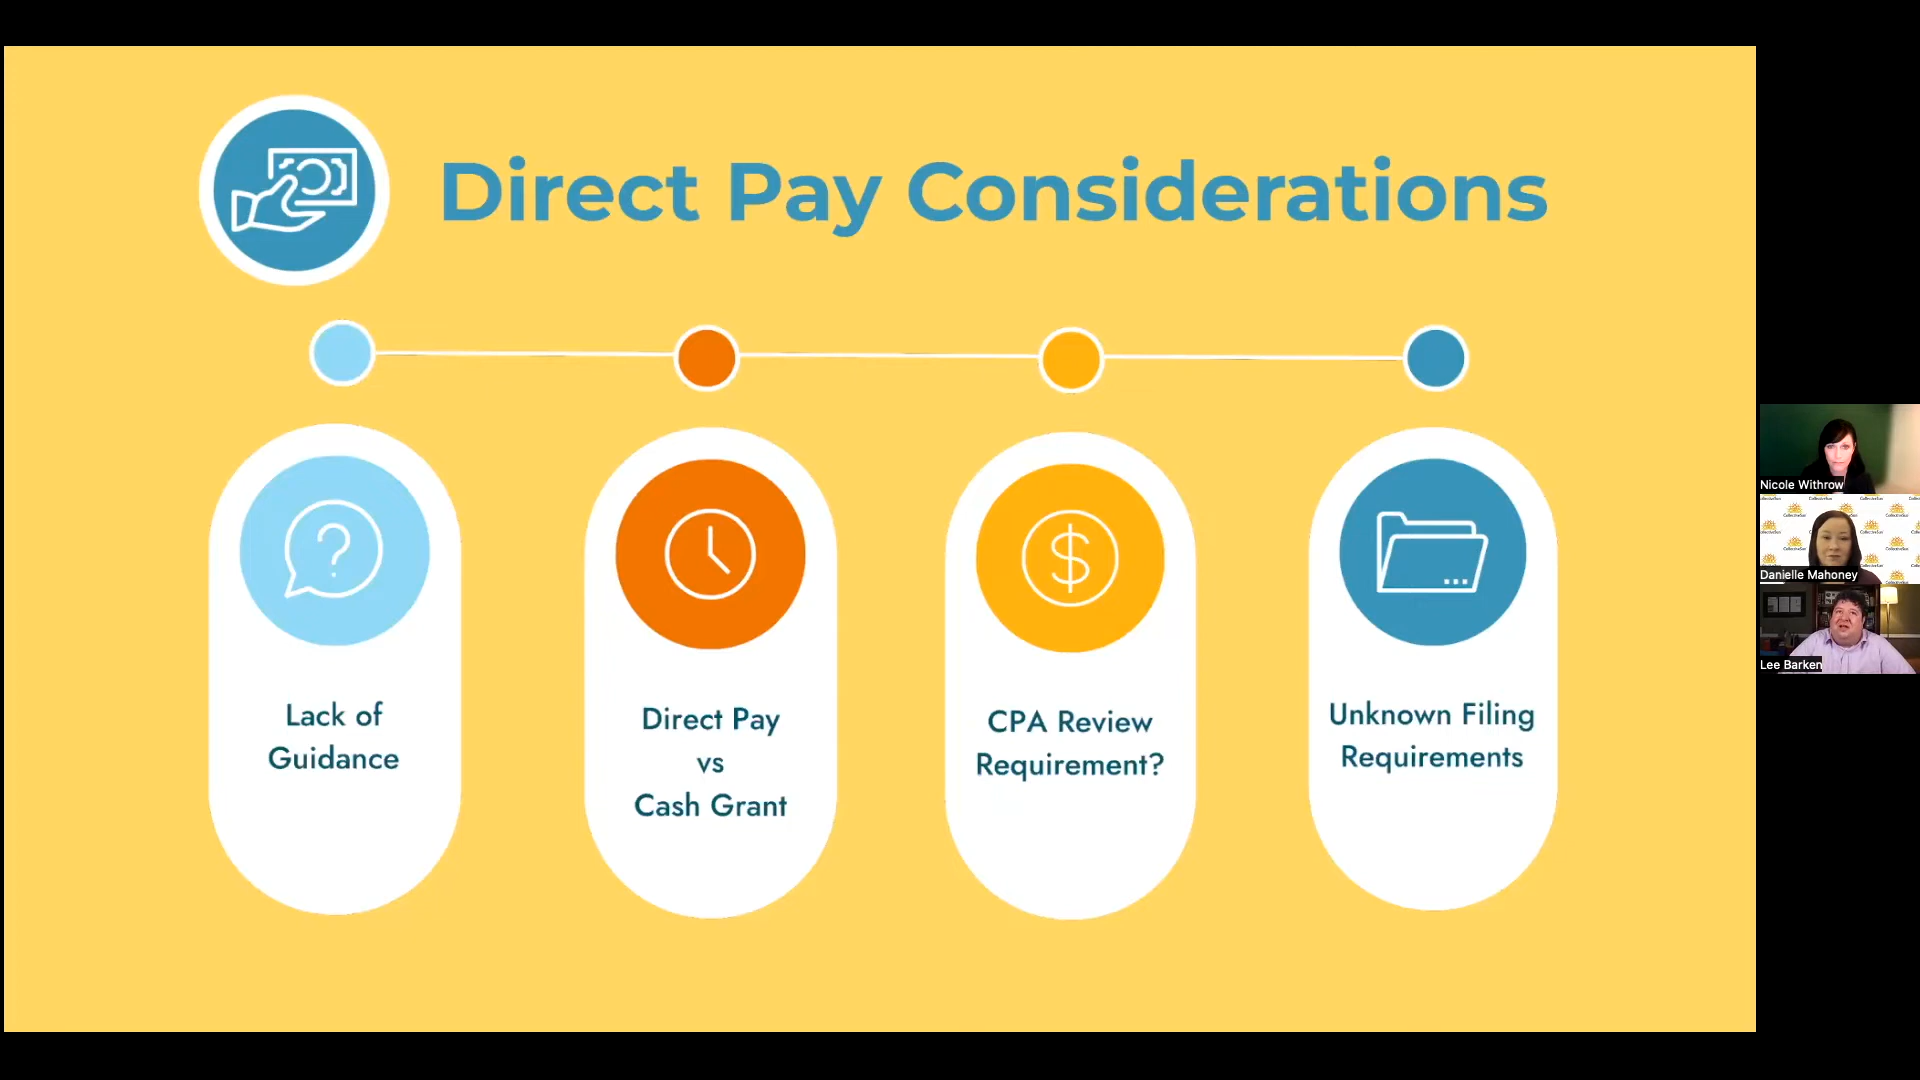 Direct Pay Considerations
Lack of
Guidance
Direct Pay
vs
Cash Grant
CPA Review
Requirement?
Unknown Filing
Requirements
Nicole Withrow
Danielle Mahoney
Lee Barken